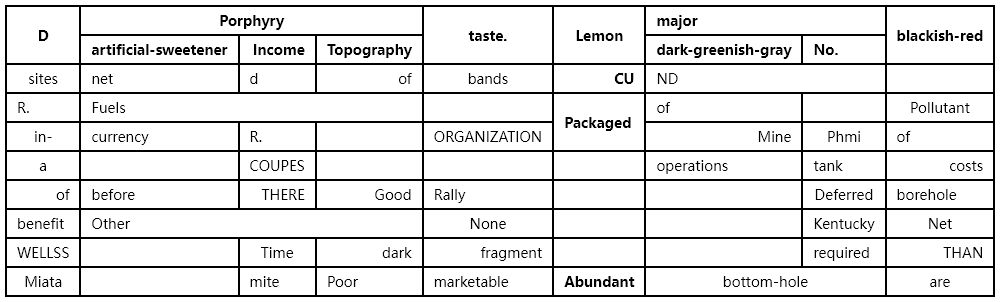 D Porphyry taste. Lemon major blackish-red
artificial-sweetener Income Topography dark-greenish-gray No.
sites net d of bands CU ND
R. Fuels Packaged of Pollutant
in- currency R. ORGANIZATION Mine Phmi of
a COUPES operations tank costs
of before THERE Good Rally Deferred borehole
benefit Other None Kentucky Net
WELLSS Time dark fragment required THAN
Miata mite Poor marketable Abundant bottom-hole are